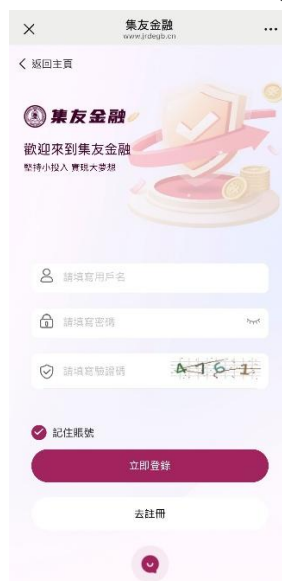 集友金融
www.jrdegb.cn
返回主頁
集友金融
歡迎來到集友金融
堅持小投入 實現大夢想
請填寫用戶名
請填寫密碼
請填寫驗證碼
4761
記住賬號
立即登錄
去註冊